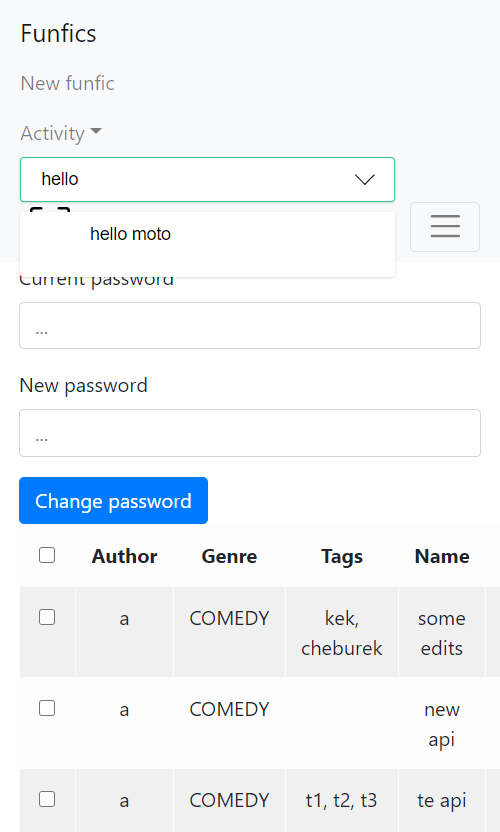 Funfics
New funfic
Activity
hello
hello moto
Current password
...
New password
...
Change password
Author Genre Tags Name
a COMEDY kek, cheburek some edits
a COMEDY new api
a COMEDY t1, t2, t3 te api